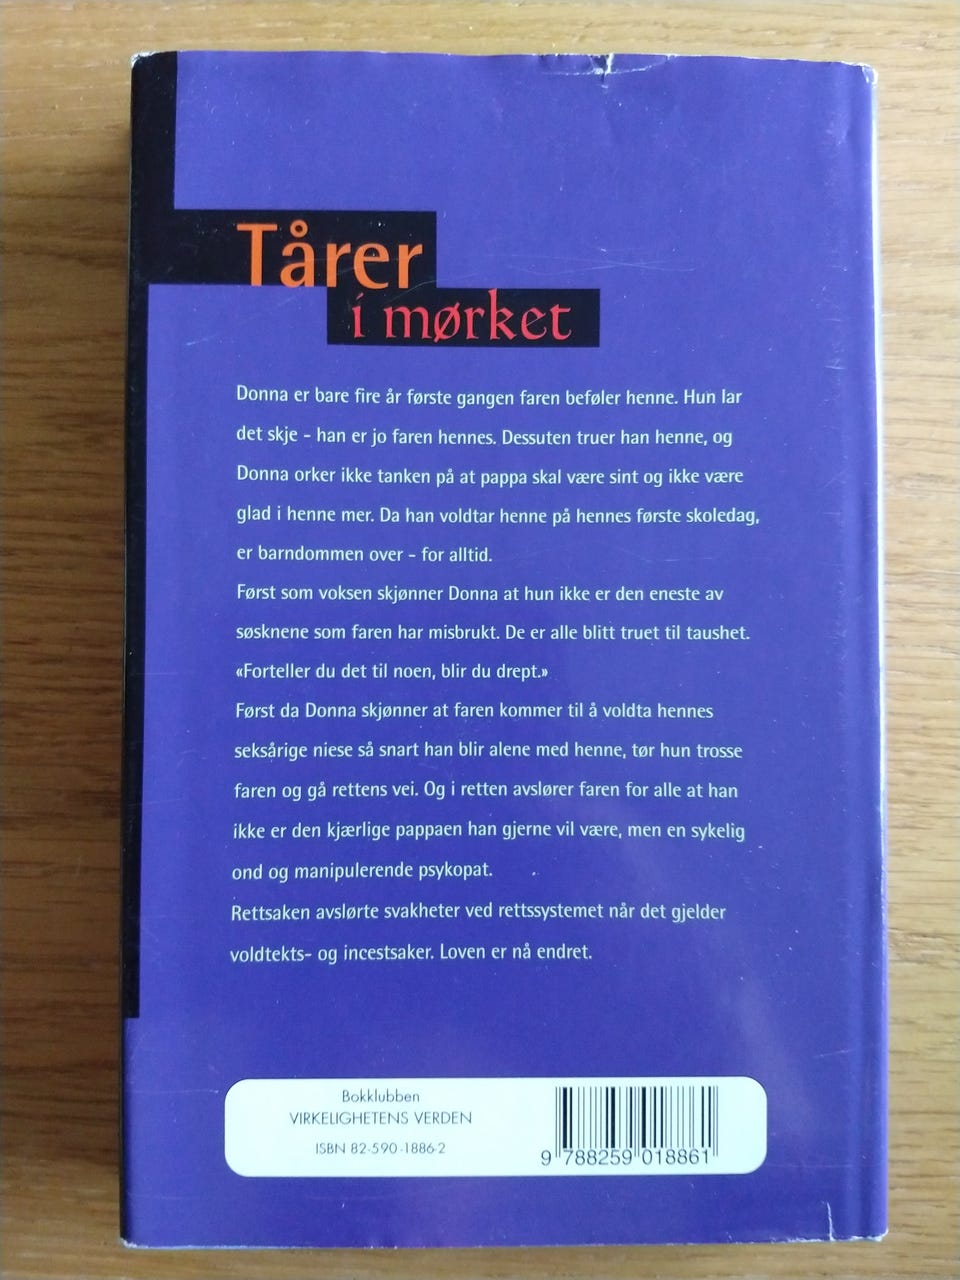 Tårer
i mørket
Donna er bare fire år første gangen faren beføler henne. Hun lar
det skje – han er jo faren hennes. Dessuten truer han henne, og
Donna orker ikke tanken på at pappa skal være sint og ikke være
glad i henne mer. Da han voldtar henne på hennes første skoledag,
er barndommen over – for alltid.
Først som voksen skjønner Donna at hun ikke er den eneste av
søsknene som faren har misbrukt. De er alle blitt truet til taushet.
«Forteller du det til noen, blir du drept.»
Først da Donna skjønner at faren kommer til å voldta hennes
seksårige niese så snart han blir alene med henne, tør hun trosse
faren og gå rettens vei. Og i retten avslører faren for alle at han
ikke er den kjærlige pappaen han gjerne vil være, men en sykelig
ond og manipulerende psykopat.
Rettsaken avslørte svakheter ved rettssystemet når det gjelder
voldtekts- og incestsaker. Loven er nå endret.
Bokklubben
VIRKELIGHETENS VERDEN
ISBN 82-590-1886-2
9 788259 018861